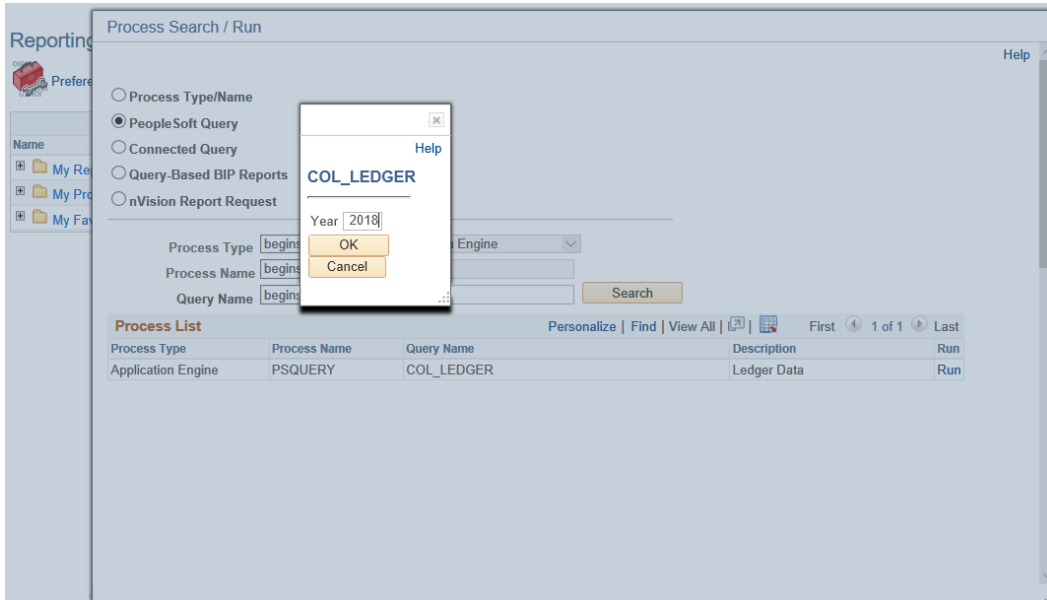 Process Search / Run
Reporting
Help
Prefere
Process Type/Name
PeopleSoft Query
Connected Query
Query-Based BIP Reports
nVision Report Request
Name
My Re
My Pro
My Fav
Help
COL_LEDGER
Year 2018
OK
Cancel
Process Type begins Engine
Process Name begins
Query Name begins Search
Process List Personalize | Find | View All | | First 1 of 1 Last
Process Type Process Name Query Name Description Run
Application Engine PSQUERY COL_LEDGER Ledger Data Run